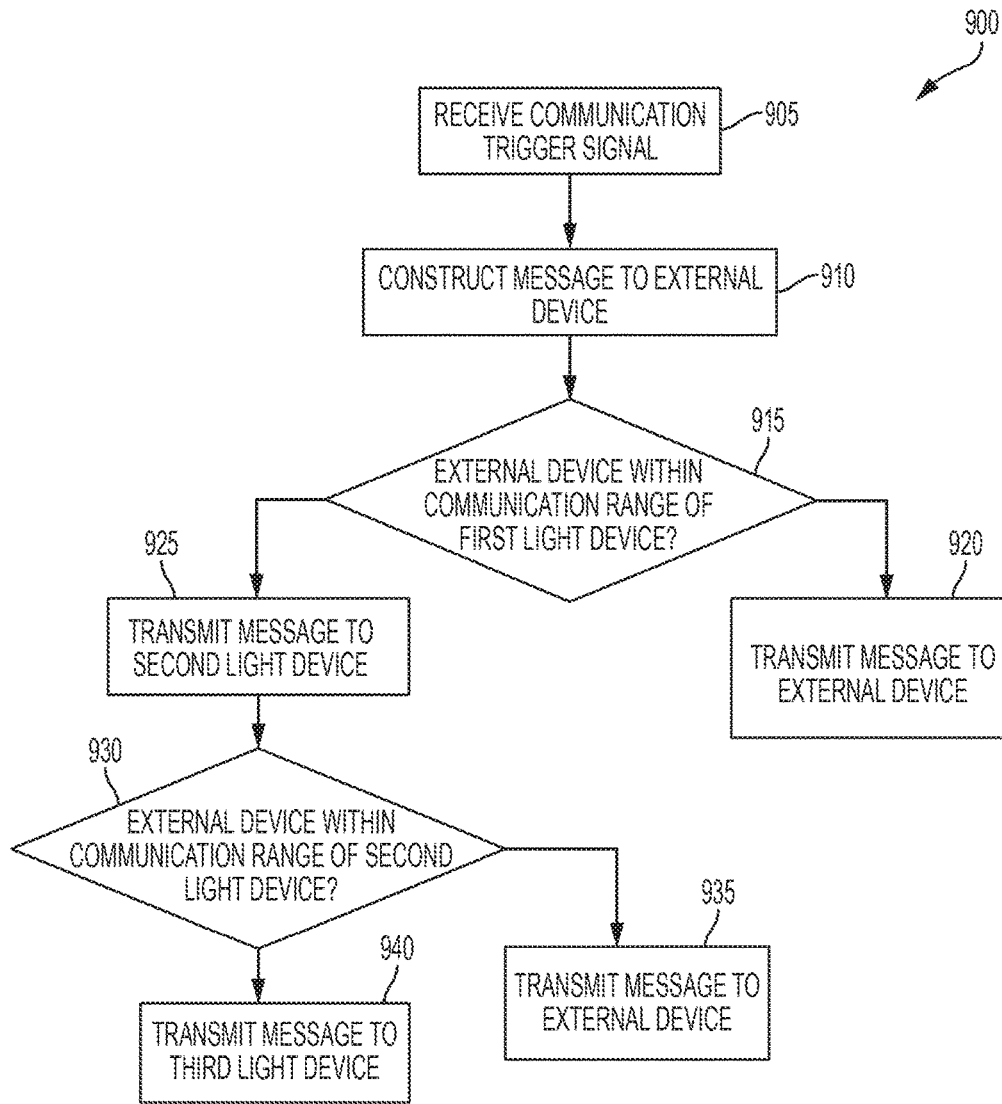 900
RECEIVE COMMUNICATION
TRIGGER SIGNAL
905
CONSTRUCT MESSAGE TO EXTERNAL
DEVICE
910
915
EXTERNAL DEVICE WITHIN
COMMUNICATION RANGE OF
FIRST LIGHT DEVICE?
925
920
TRANSMIT MESSAGE TO
SECOND LIGHT DEVICE
TRANSMIT MESSAGE TO
EXTERNAL DEVICE
930
EXTERNAL DEVICE WITHIN
COMMUNICATION RANGE OF SECOND
LIGHT DEVICE?
935
940
TRANSMIT MESSAGE TO
EXTERNAL DEVICE
TRANSMIT MESSAGE TO
THIRD LIGHT DEVICE